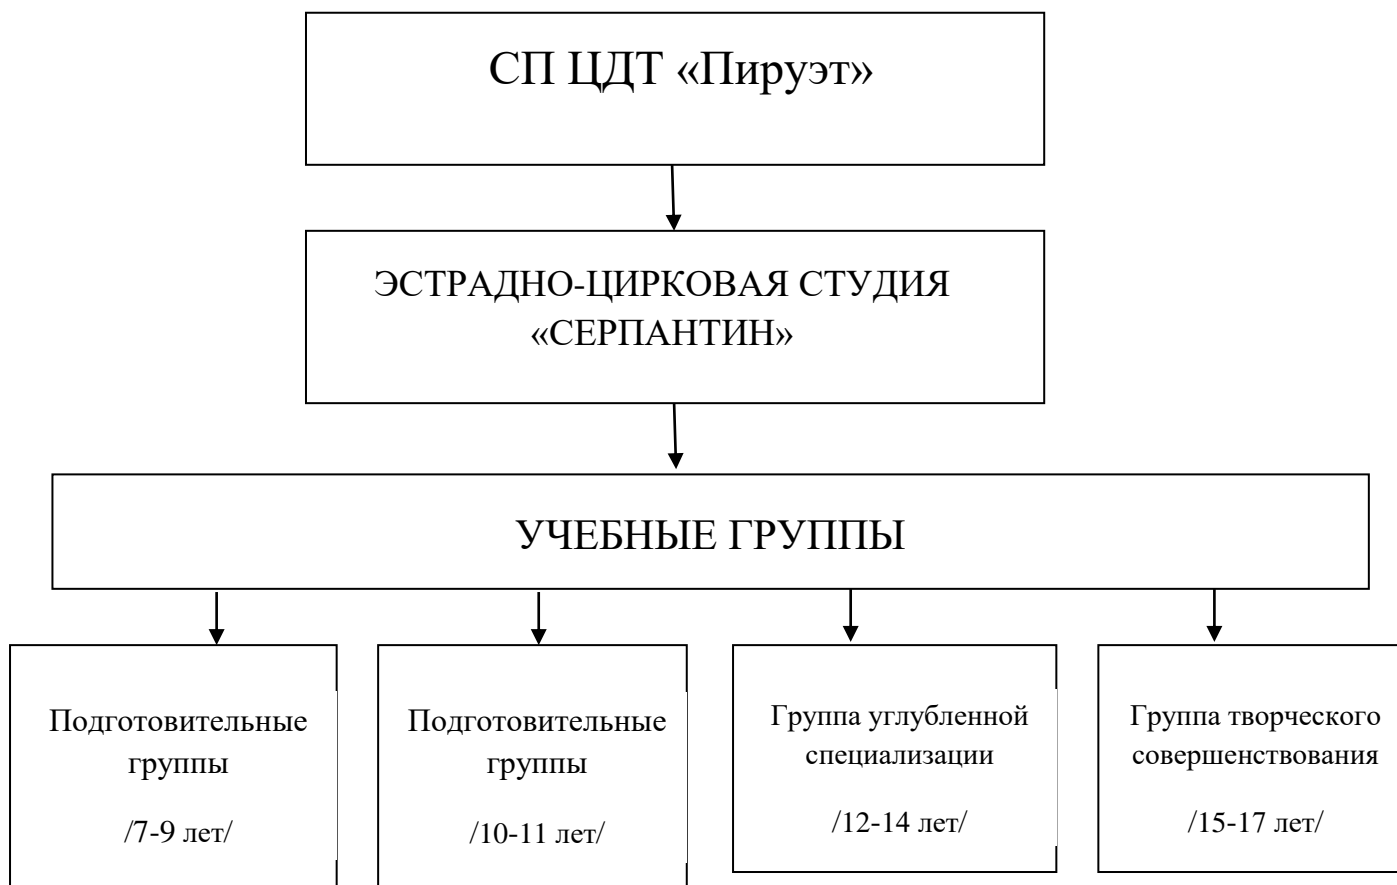 СП ЦДТ «Пируэт»
ЭСТРАДНО-ЦИРКОВАЯ СТУДИЯ
«СЕРПАНТИН»
УЧЕБНЫЕ ГРУППЫ
Подготовительные
группы
/7-9 лет/
Подготовительные
группы
/10-11 лет/
Группа углубленной
специализации
/12-14 лет/
Группа творческого
совершенствования
/15-17 лет/